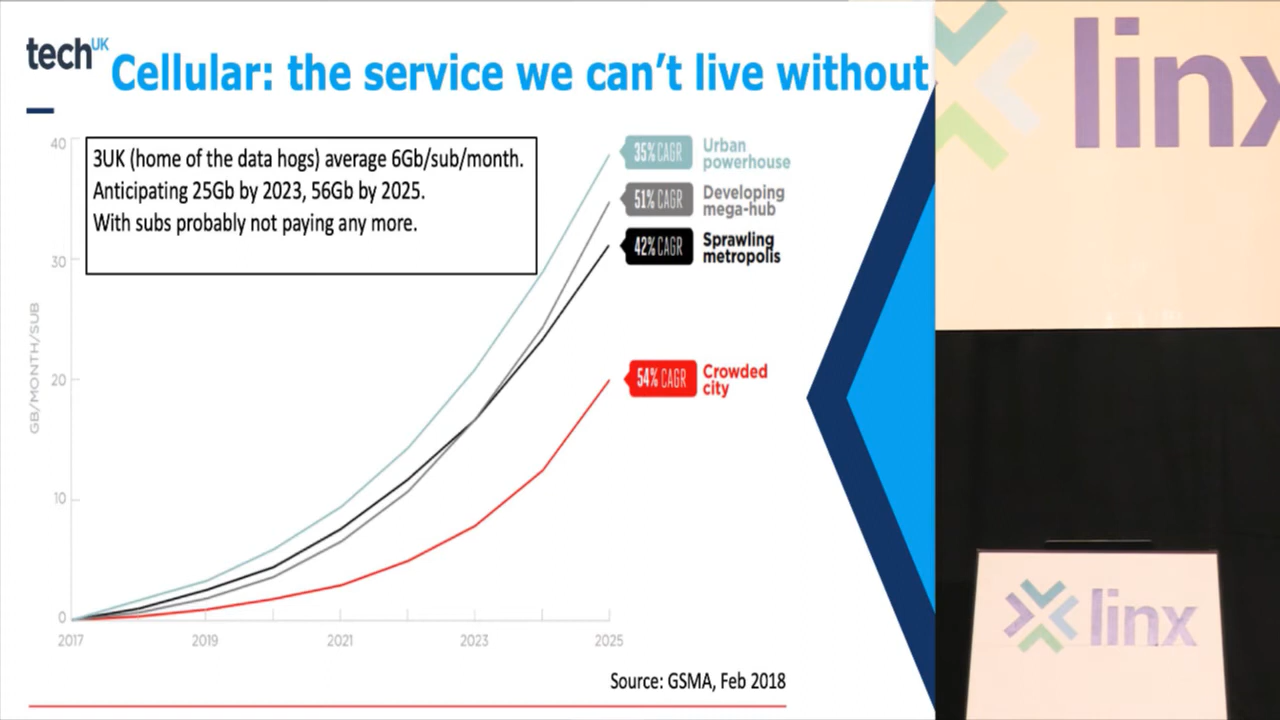 techUK
Cellular: the service we can't live without
linx
40
3UK (home of the data hogs) average 6Gb/sub/month.
Anticipating 25Gb by 2023, 56Gb by 2025.
With subs probably not paying any more.
35% CAGR
Urban
powerhouse
51% CAGR
Developing
mega-hub
42% CAGR
Sprawling
metropolis
30
GB/MONTH/SUB
20
54% CAGR
Crowded
city
10
0
2017
2019
2021
2023
2025
Source: GSMA, Feb 2018
linx